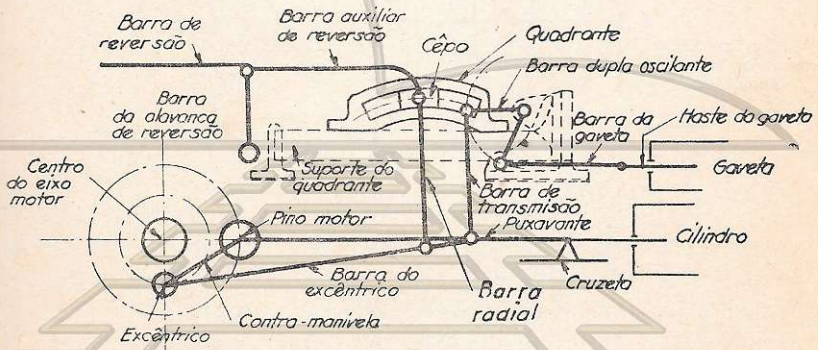 Barra de
reversão
Barra auxiliar
de reversão
Cêpo
Quadrante
Barra dupla oscilante
Barra
da alavanca
de reversão
Barra da
gaveta
Haste da gaveta
Gaveta
Centro
do eixo
motor
Suporte do
quadrante
Barra de
transmissão
Puxavante
Pino motor
Cilindro
Barra do
excêntrico
Barra
radial
Cruzeta
Contra-manivela
Excêntrico